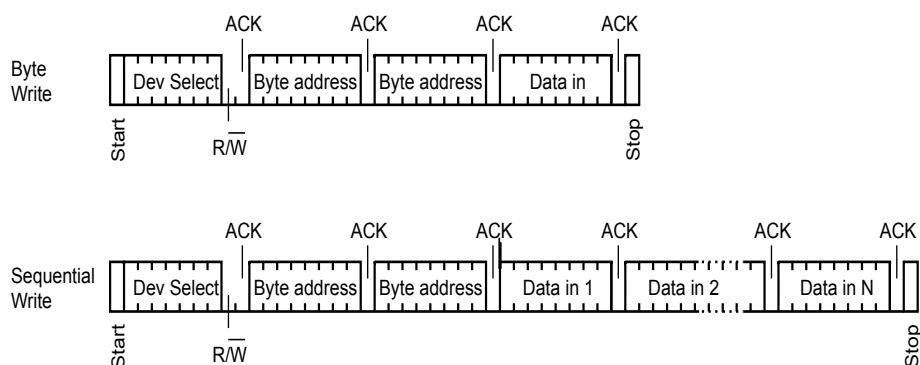 ACK ACK ACK ACK
Byte
Write
Dev Select Byte address Byte address Data in
Start
R/W̅
Stop
ACK ACK ACK ACK ACK ACK
Sequential
Write
Dev Select Byte address Byte address Data in 1 Data in 2 Data in N
Start
R/W̅
Stop